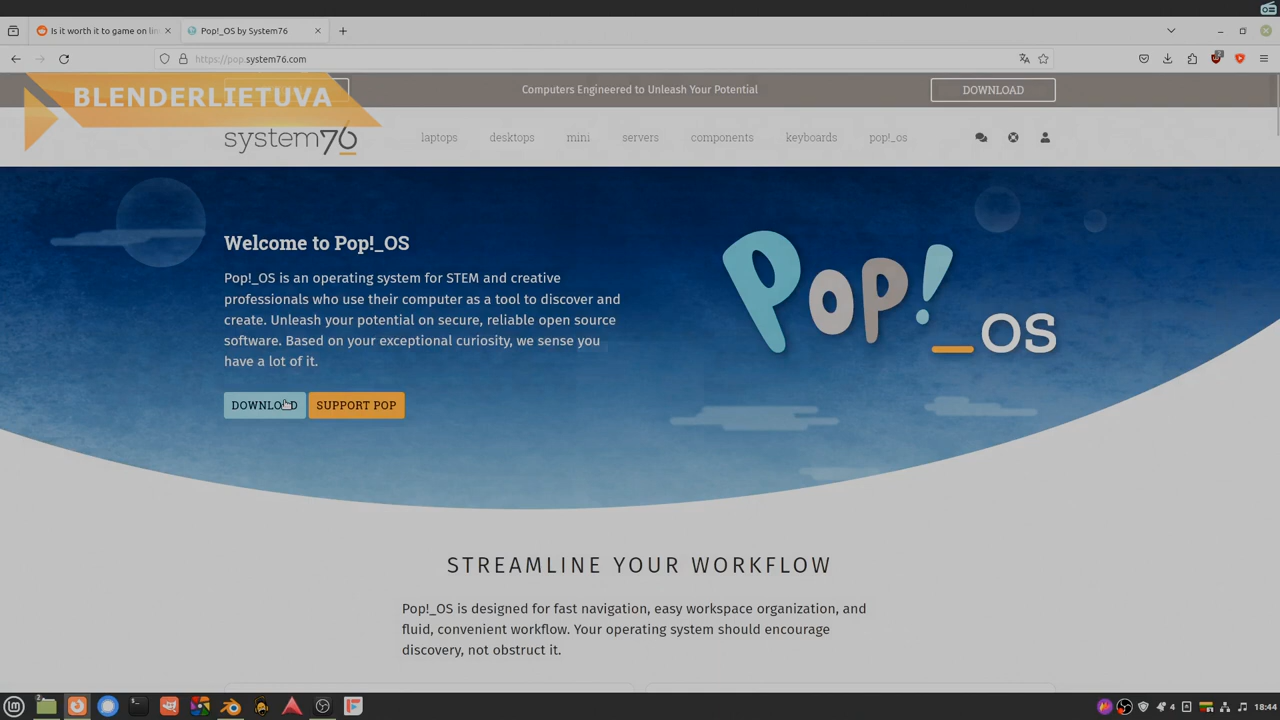 Is it worth it to game on lin
Pop!_OS by System76
https://pop.system76.com
BLENDERLIETUVA
Computers Engineered to Unleash Your Potential
DOWNLOAD
system76
laptops
desktops
mini
servers
components
keyboards
pop!_os
Welcome to Pop!_OS
Pop!_OS is an operating system for STEM and creative
professionals who use their computer as a tool to discover and
create. Unleash your potential on secure, reliable open source
software. Based on your exceptional curiosity, we sense you
have a lot of it.
Pop!_OS
DOWNLOAD
SUPPORT POP
STREAMLINE YOUR WORKFLOW
Pop!_OS is designed for fast navigation, easy workspace organization, and
fluid, convenient workflow. Your operating system should encourage
discovery, not obstruct it.
2
4
18:44